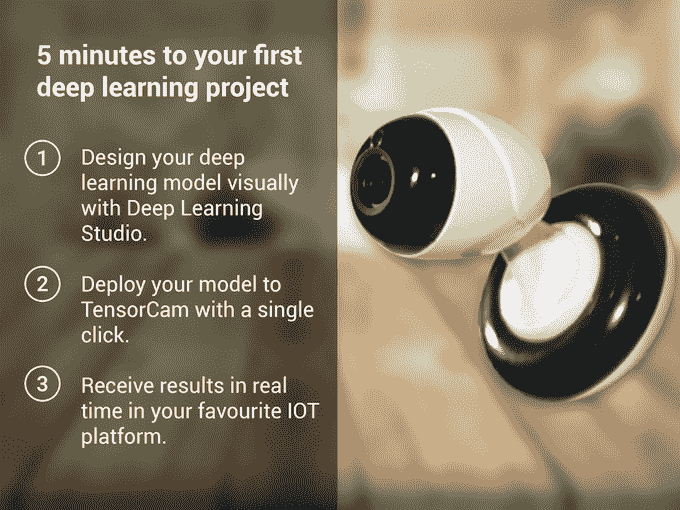 5 minutes to your first
deep learning project
1
Design your deep
learning model visually
with Deep Learning
Studio.
2
Deploy your model to
TensorCam with a single
click.
3
Receive results in real
time in your favourite IOT
platform.